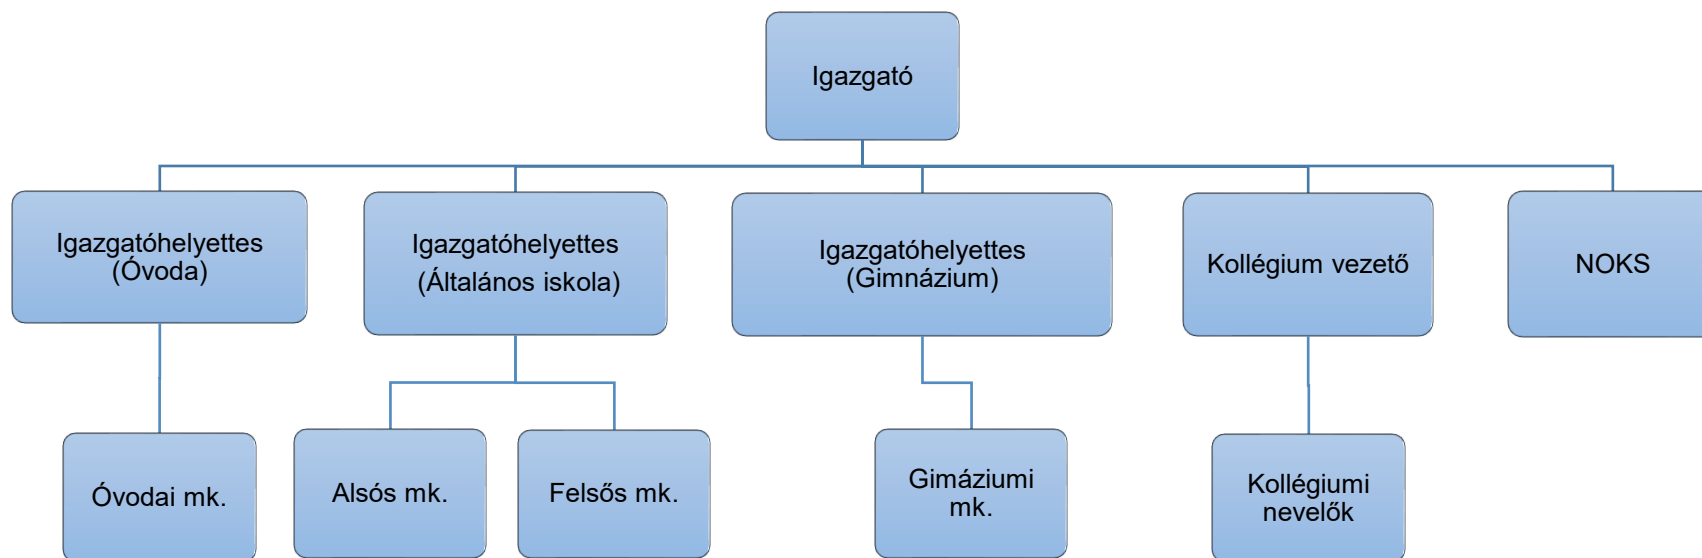 Igazgató
Igazgatóhelyettes
(Óvoda)
Igazgatóhelyettes
(Általános iskola)
Igazgatóhelyettes
(Gimnázium)
Kollégium vezető
NOKS
Óvodai mk.
Alsós mk.
Felsős mk.
Gimáziumi
mk.
Kollégiumi
nevelők